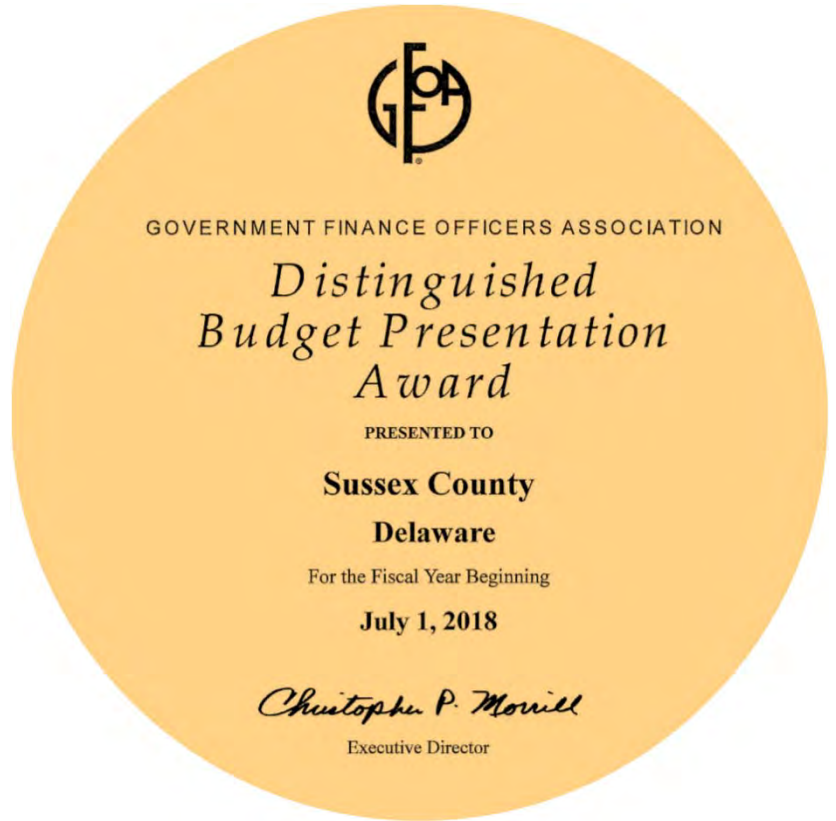 GFOA
®
GOVERNMENT FINANCE OFFICERS ASSOCIATION
Distinguished
Budget Presentation
Award
PRESENTED TO
Sussex County
Delaware
For the Fiscal Year Beginning
July 1, 2018
Christopher P. Morrill
Executive Director